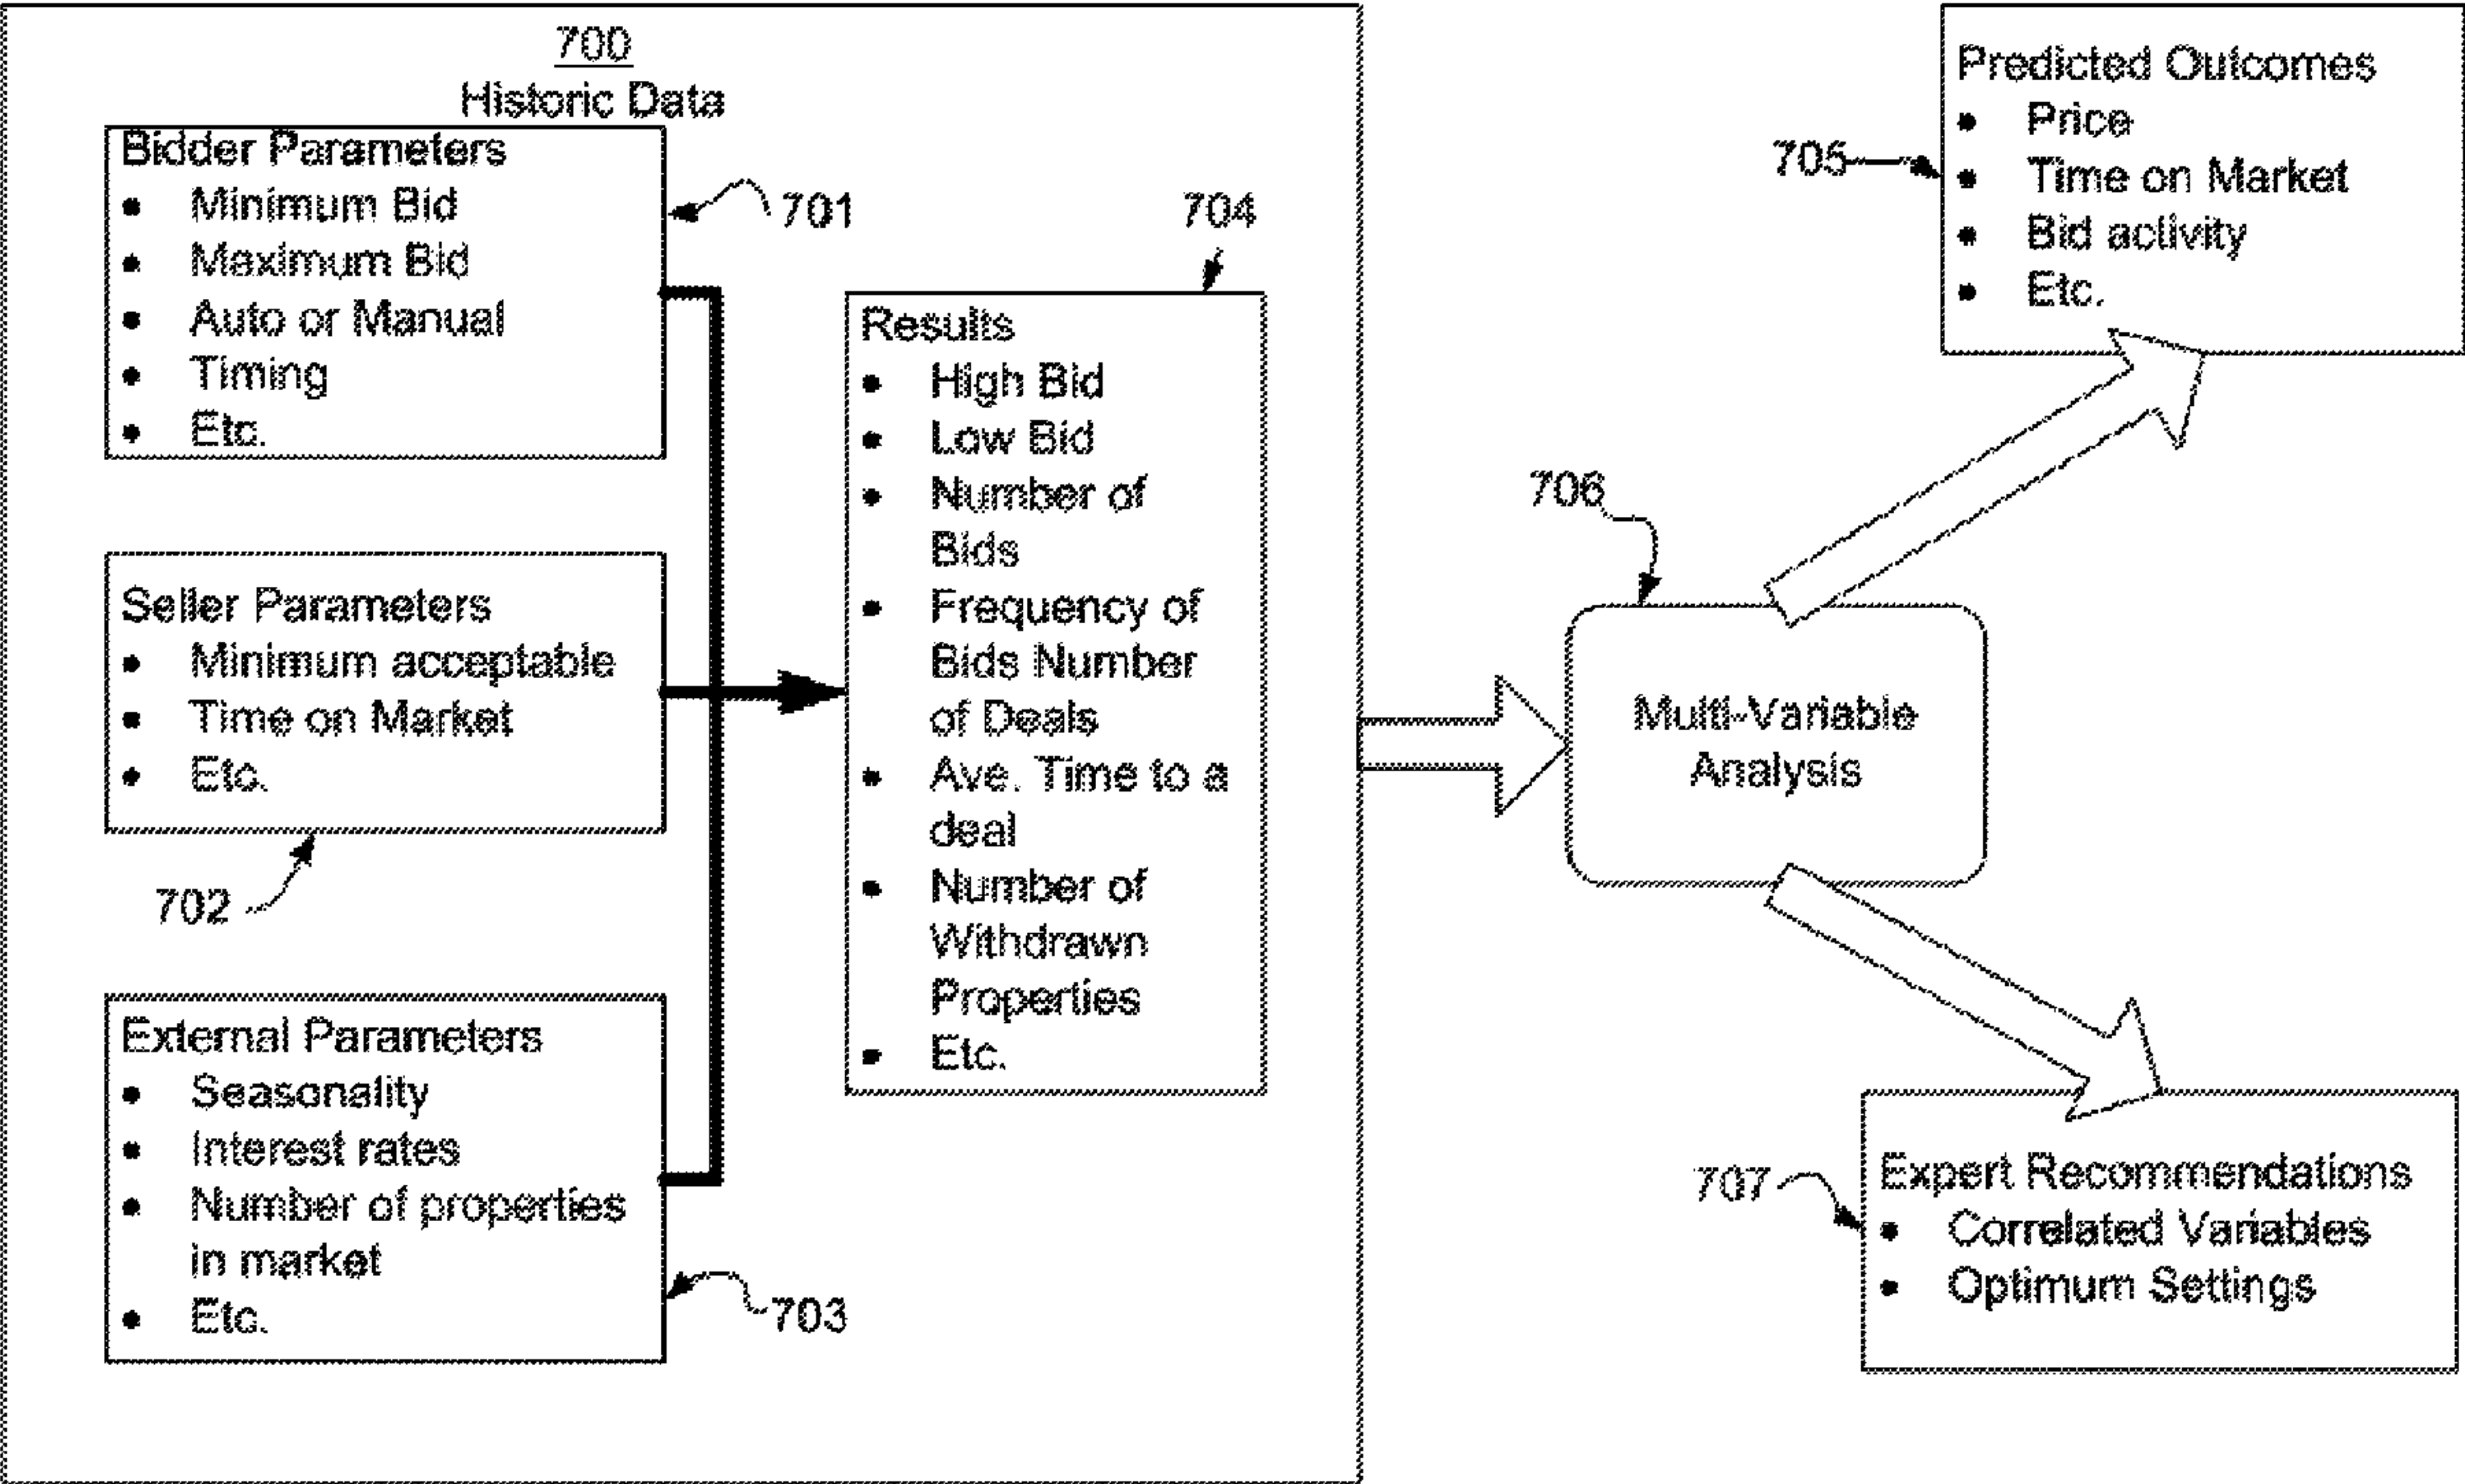 700
Historic Data
Bidder Parameters
• Minimum Bid
• Maximum Bid
• Auto or Manual
• Timing
• Etc.
701
Seller Parameters
• Minimum acceptable
• Time on Market
• Etc.
702
External Parameters
• Seasonality
• Interest rates
• Number of properties
in market
• Etc.
703
704
Results
• High Bid
• Low Bid
• Number of
Bids
• Frequency of
Bids Number
of Deals
• Ave. Time to a
deal
• Number of
Withdrawn
Properties
• Etc.
706
Multi-Variable
Analysis
705
Predicted Outcomes
• Price
• Time on Market
• Bid activity
• Etc.
707
Expert Recommendations
• Correlated Variables
• Optimum Settings